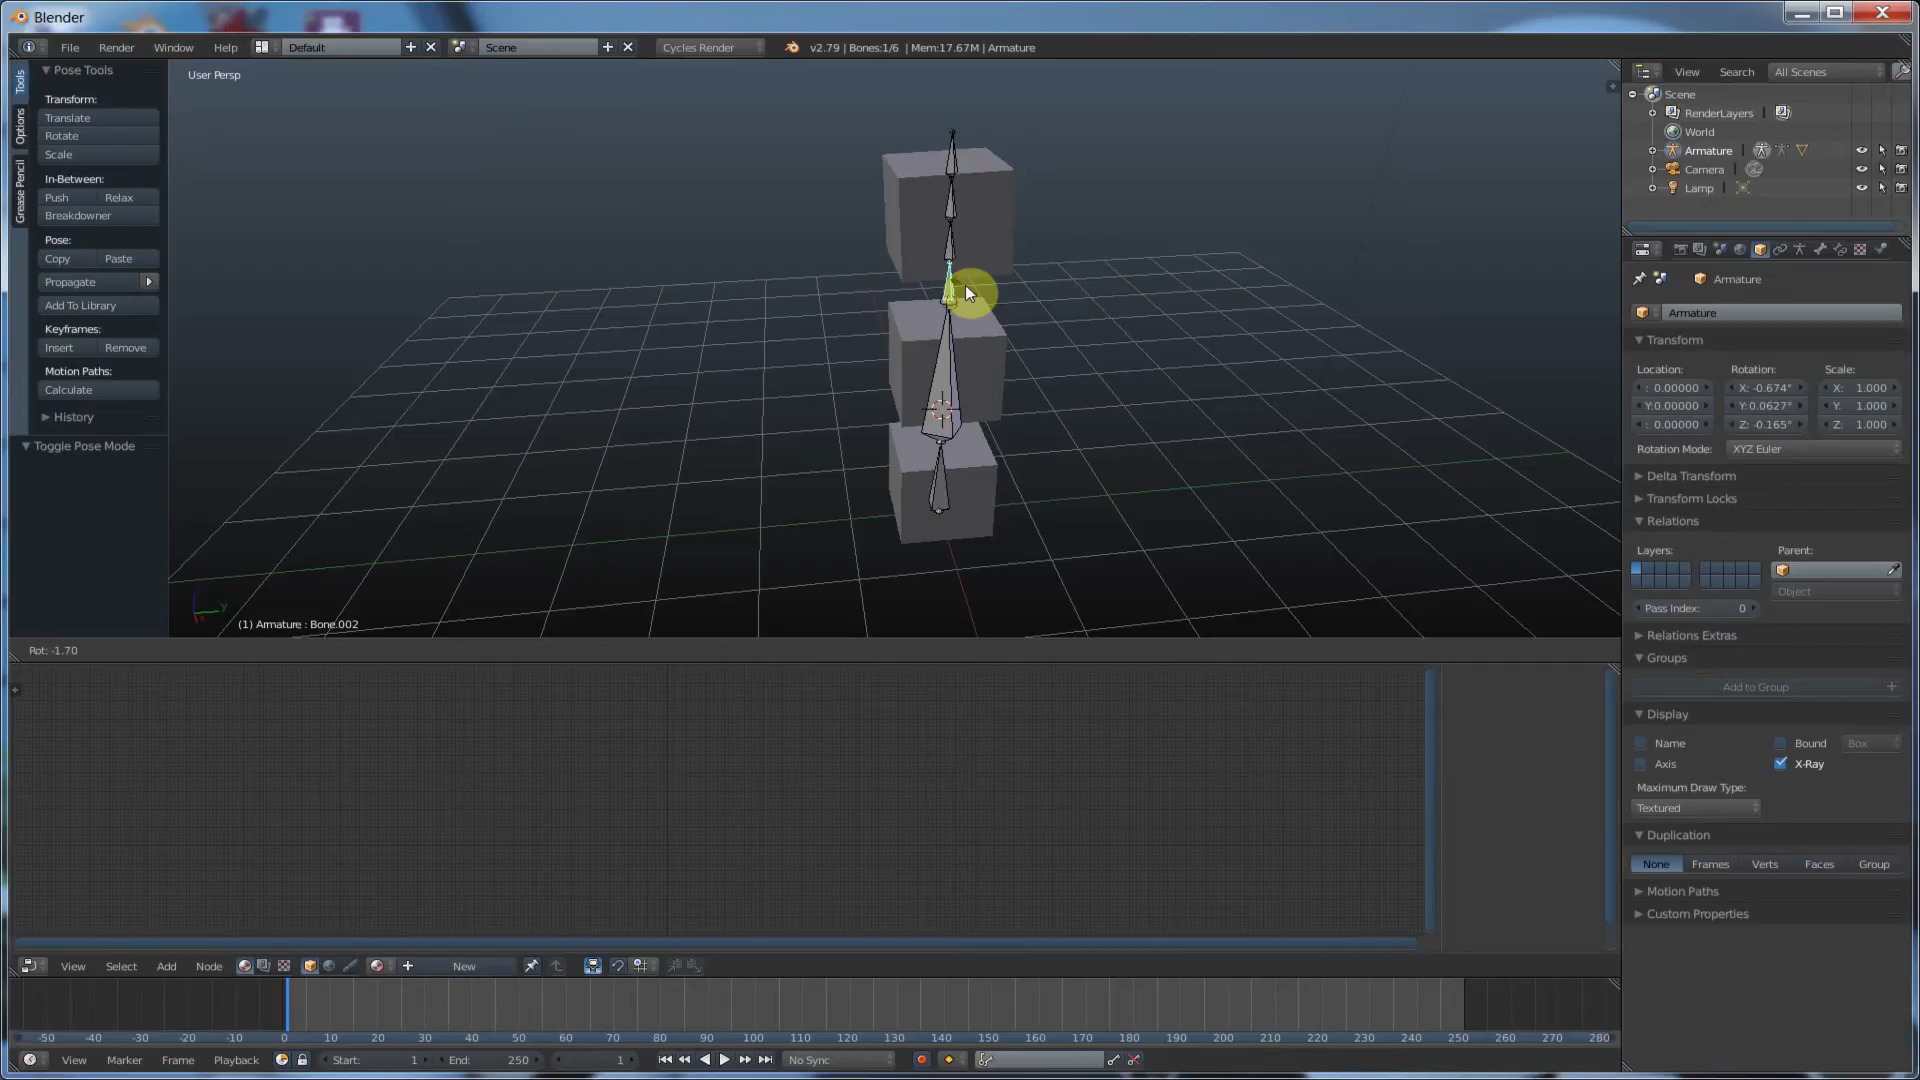 Blender
File Render Window Help Default Scene Cycles Render v2.79 | Bones:1/6 | Mem:17.67M | Armature
Tools
Options
Grease Pencil
Pose Tools
Transform:
Translate
Rotate
Scale
In-Between:
Push Relax
Breakdowner
Pose:
Copy Paste
Propagate
Add To Library
Keyframes:
Insert Remove
Motion Paths:
Calculate
History
Toggle Pose Mode
User Persp
(1) Armature : Bone.002
Rot: -1.70
View Search All Scenes
Scene
RenderLayers |
World
Armature |
Camera |
Lamp |
Armature
Armature
Transform
Location: Rotation: Scale:
: 0.00000 X: -0.674° X: 1.000
Y:0.00000 Y:0.0627° Y: 1.000
: 0.00000 Z: -0.165° Z: 1.000
Rotation Mode: XYZ Euler
Delta Transform
Transform Locks
Relations
Layers: Parent:
Object
Pass Index: 0
Relations Extras
Groups
Add to Group
Display
Name Bound Box
Axis X-Ray
Maximum Draw Type:
Textured
Duplication
None Frames Verts Faces Group
Motion Paths
Custom Properties
View Select Add Node New
-50 -40 -30 -20 -10 0 10 20 30 40 50 60 70 80 90 100 110 120 130 140 150 160 170 180 190 200 210 220 230 240 250 260 270 280
View Marker Frame Playback Start: 1 End: 250 1 No Sync